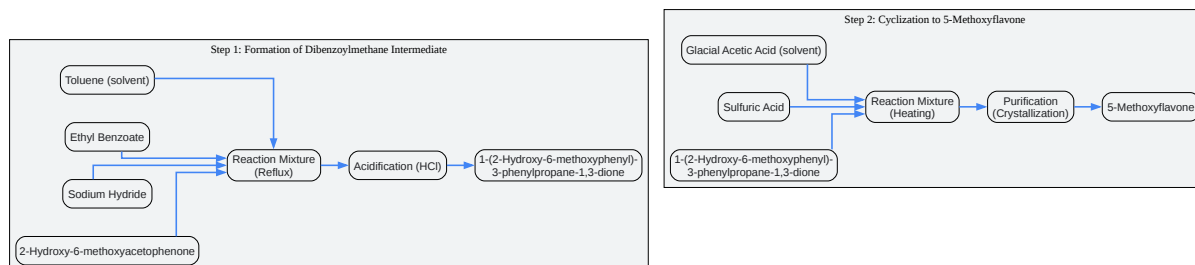 Step 1: Formation of Dibenzoylmethane Intermediate
Toluene (solvent)
Ethyl Benzoate
Sodium Hydride
2-Hydroxy-6-methoxyacetophenone
Reaction Mixture
(Reflux)
Acidification (HCl)
1-(2-Hydroxy-6-methoxyphenyl)-
3-phenylpropane-1,3-dione
Step 2: Cyclization to 5-Methoxyflavone
Glacial Acetic Acid (solvent)
Sulfuric Acid
1-(2-Hydroxy-6-methoxyphenyl)-
3-phenylpropane-1,3-dione
Reaction Mixture
(Heating)
Purification
(Crystallization)
5-Methoxyflavone